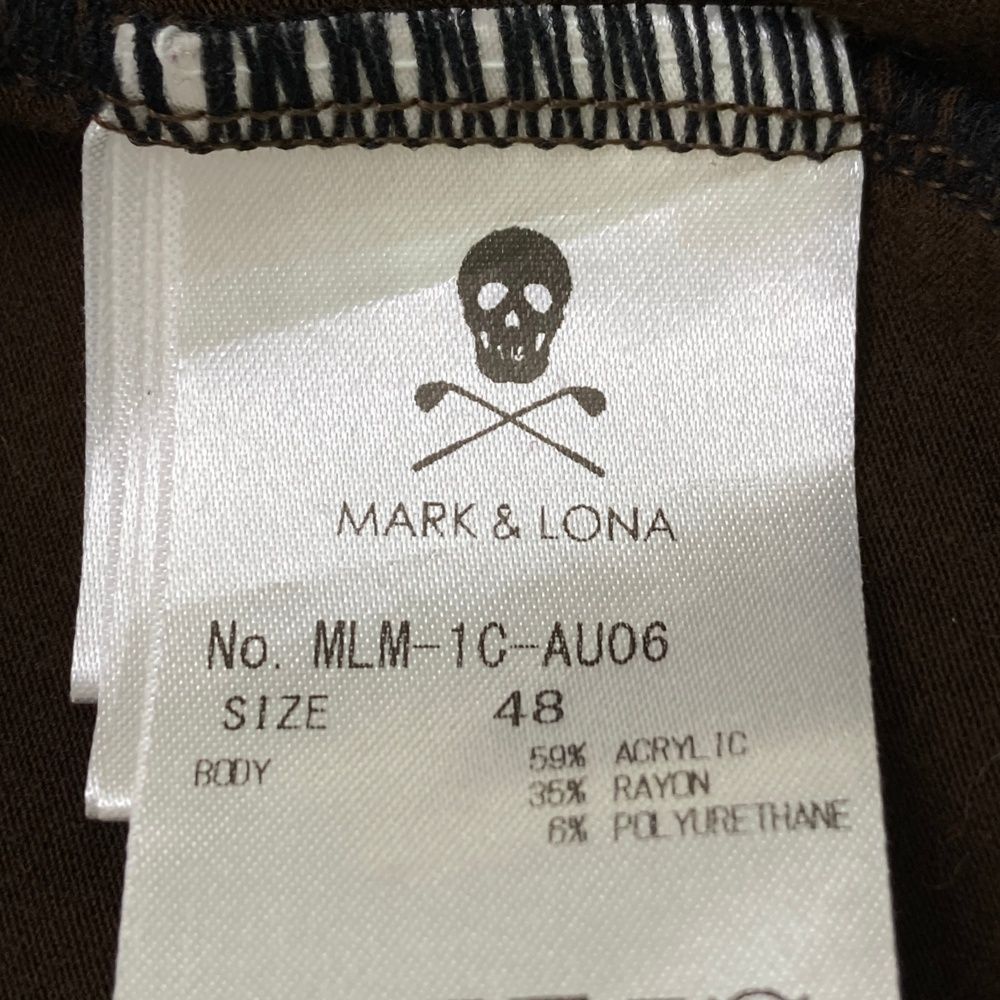 MARK & LONA
No. MLM-1C-AU06
SIZE 48
BODY 59% ACRYLIC
35% RAYON
6% POLYURETHANE